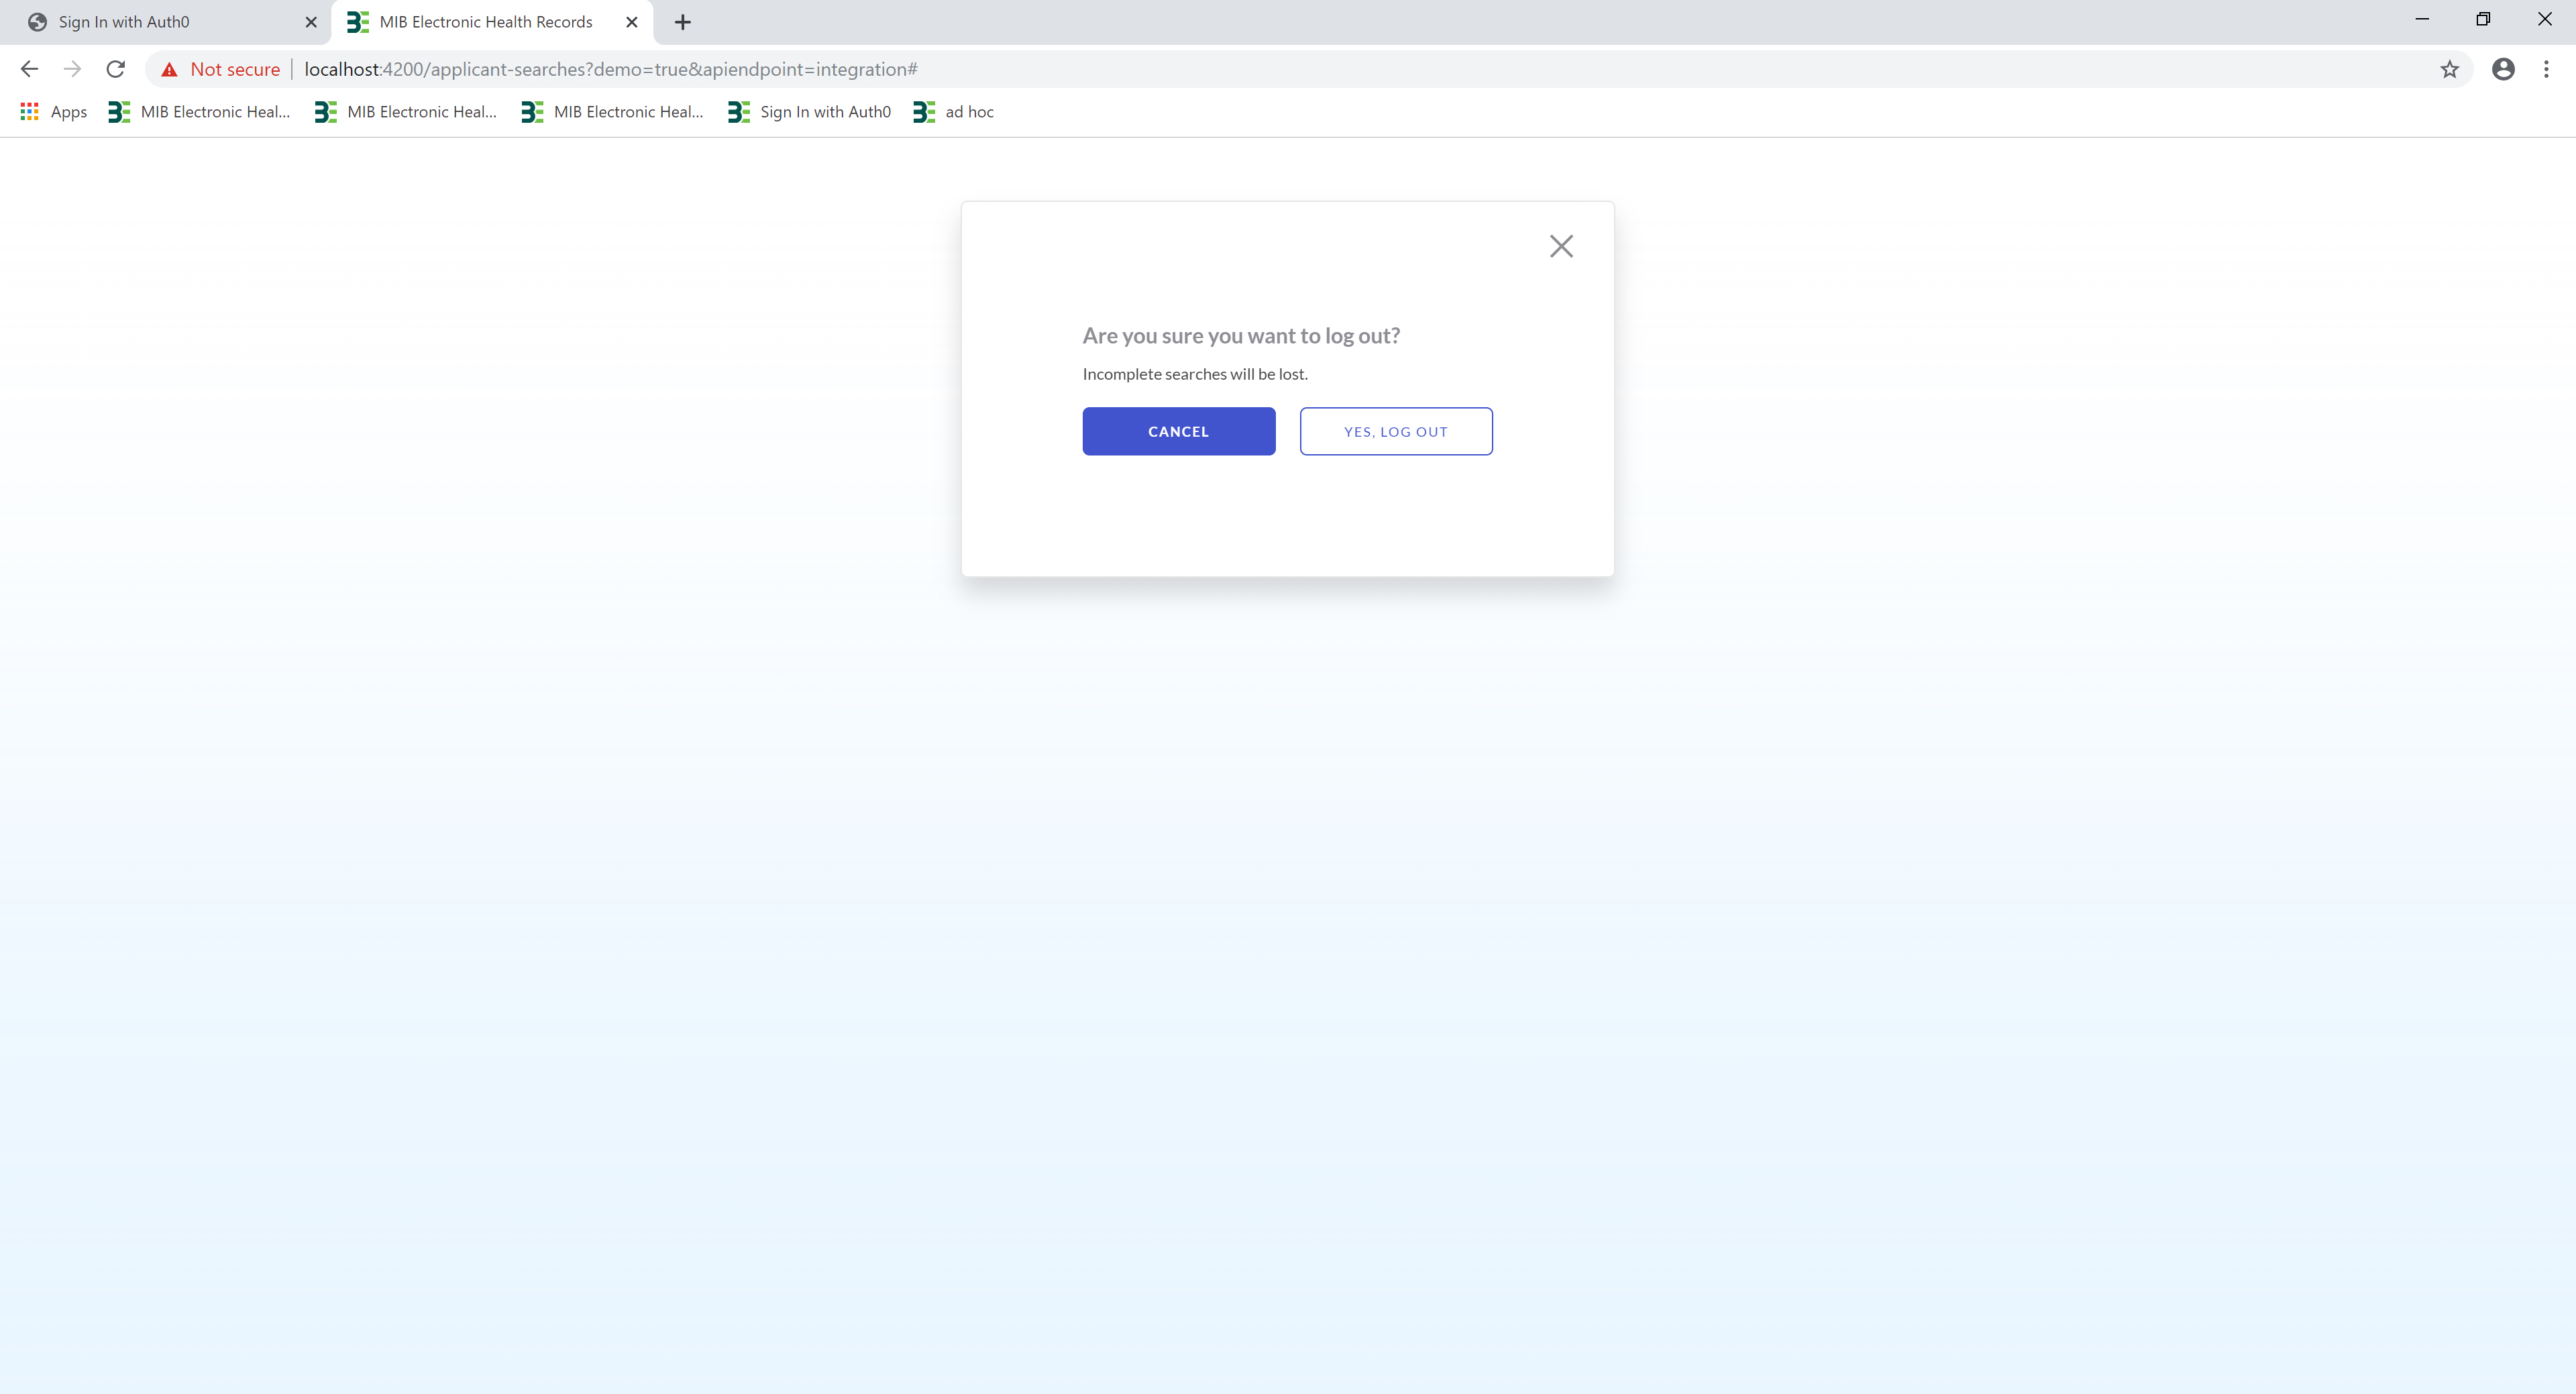 Sign In with Auth0
MIB Electronic Health Records
Not secure
localhost:4200/applicant-searches?demo=true&apiendpoint=integration#
Apps
MIB Electronic Heal...
MIB Electronic Heal...
MIB Electronic Heal...
Sign In with Auth0
ad hoc
Are you sure you want to log out?
Incomplete searches will be lost.
CANCEL
YES, LOG OUT